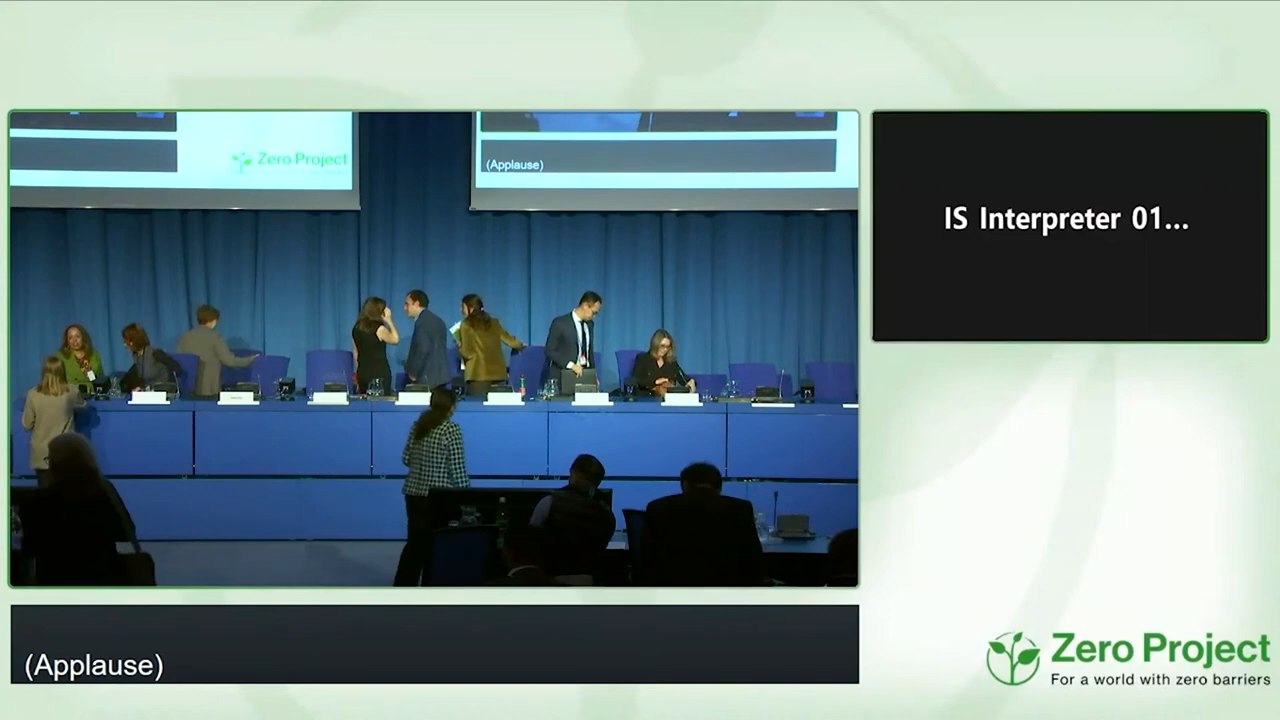 Zero Project
(Applause)
IS Interpreter 01...
(Applause)
Zero Project
For a world with zero barriers